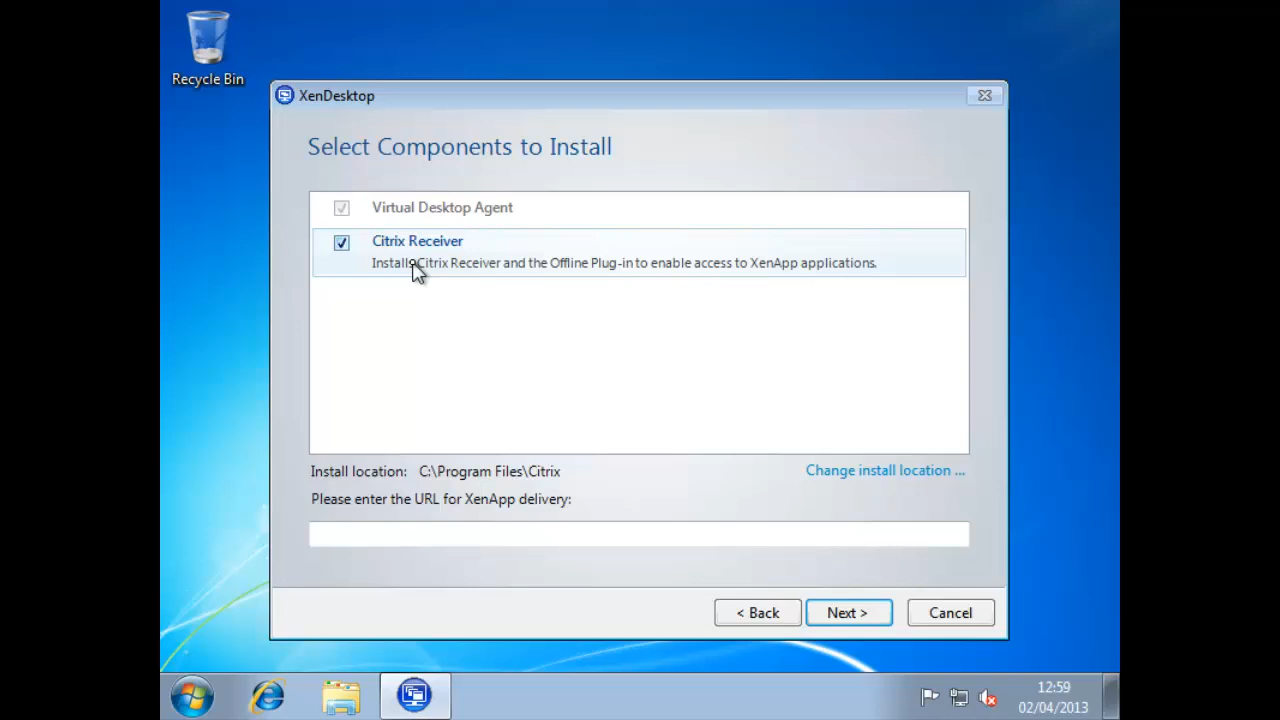 Recycle Bin
XenDesktop
Select Components to Install
Virtual Desktop Agent
Citrix Receiver
Installs Citrix Receiver and the Offline Plug-in to enable access to XenApp applications.
Install location: C:\Program Files\Citrix
Change install location ...
Please enter the URL for XenApp delivery:
< Back
Next >
Cancel
12:59
02/04/2013